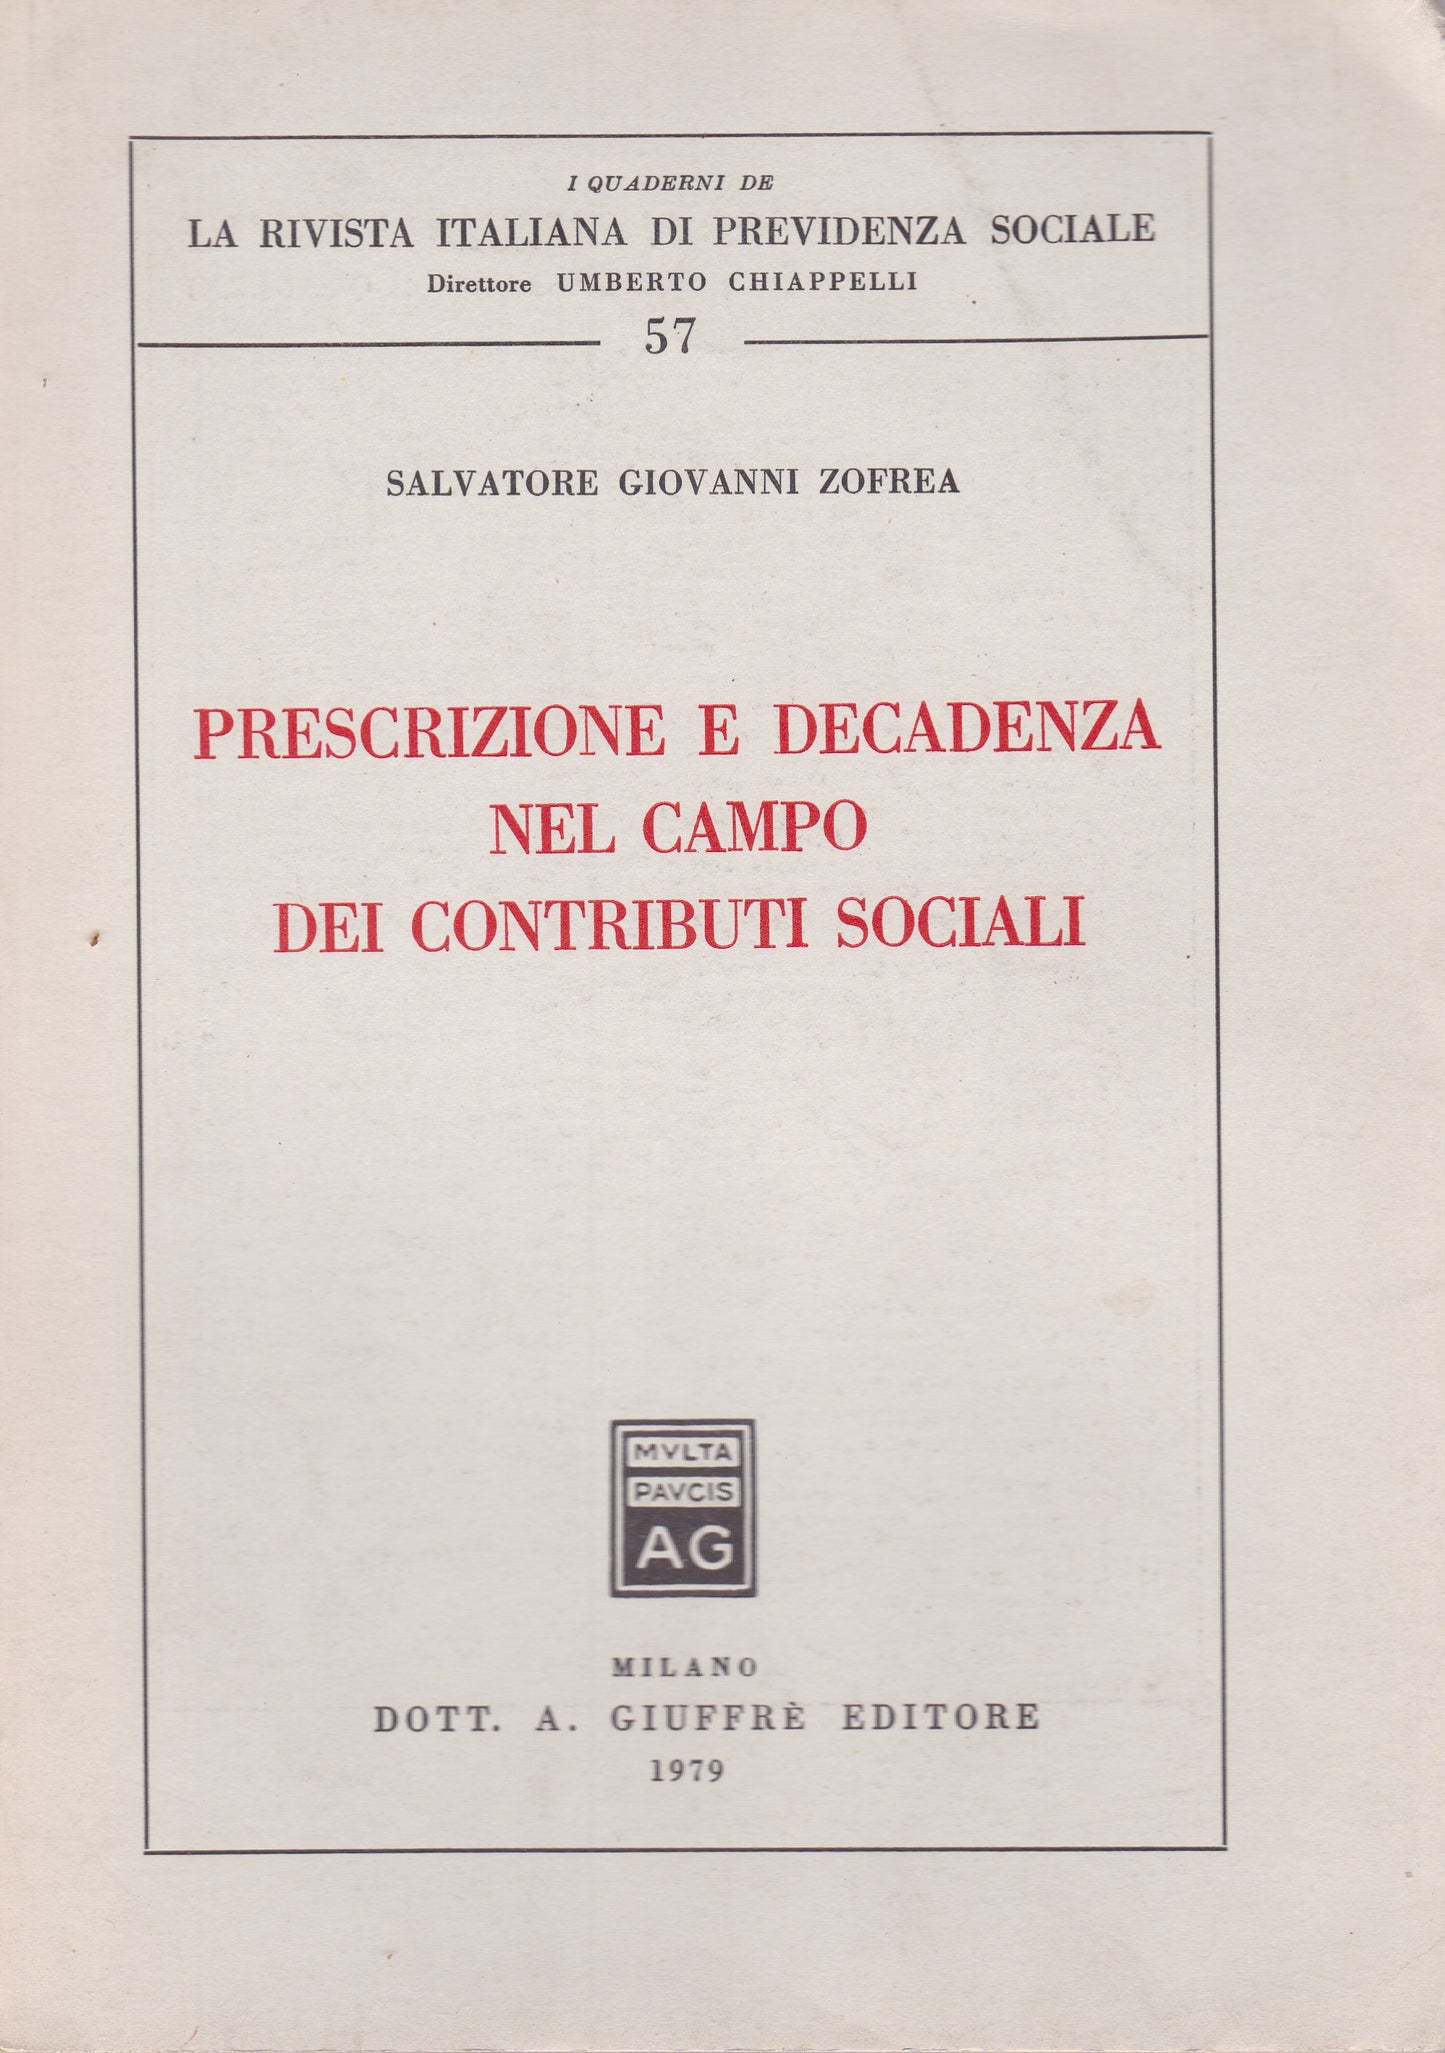 I QUADERNI DE
LA RIVISTA ITALIANA DI PREVIDENZA SOCIALE
Direttore UMBERTO CHIAPPELLI
57
SALVATORE GIOVANNI ZOFREA
PRESCRIZIONE E DECADENZA
NEL CAMPO
DEI CONTRIBUTI SOCIALI
MVLTA
PAVCIS
AG
MILANO
DOTT. A. GIUFFRÈ EDITORE
1979